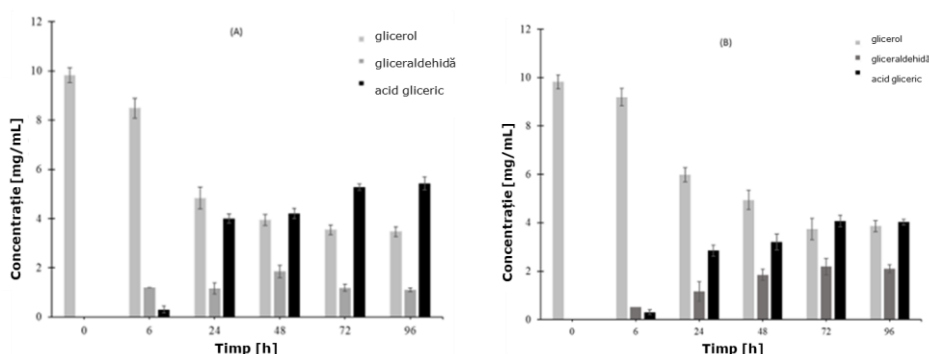 (A)
glicerol
gliceraldehidă
acid gliceric
Concentrație [mg/mL]
12
10
8
6
4
2
0
0 6 24 48 72 96
Timp [h]
(B)
glicerol
gliceraldehidă
acid gliceric
Concentrație [mg/mL]
12
10
8
6
4
2
0
0 6 24 48 72 96
Timp [h]